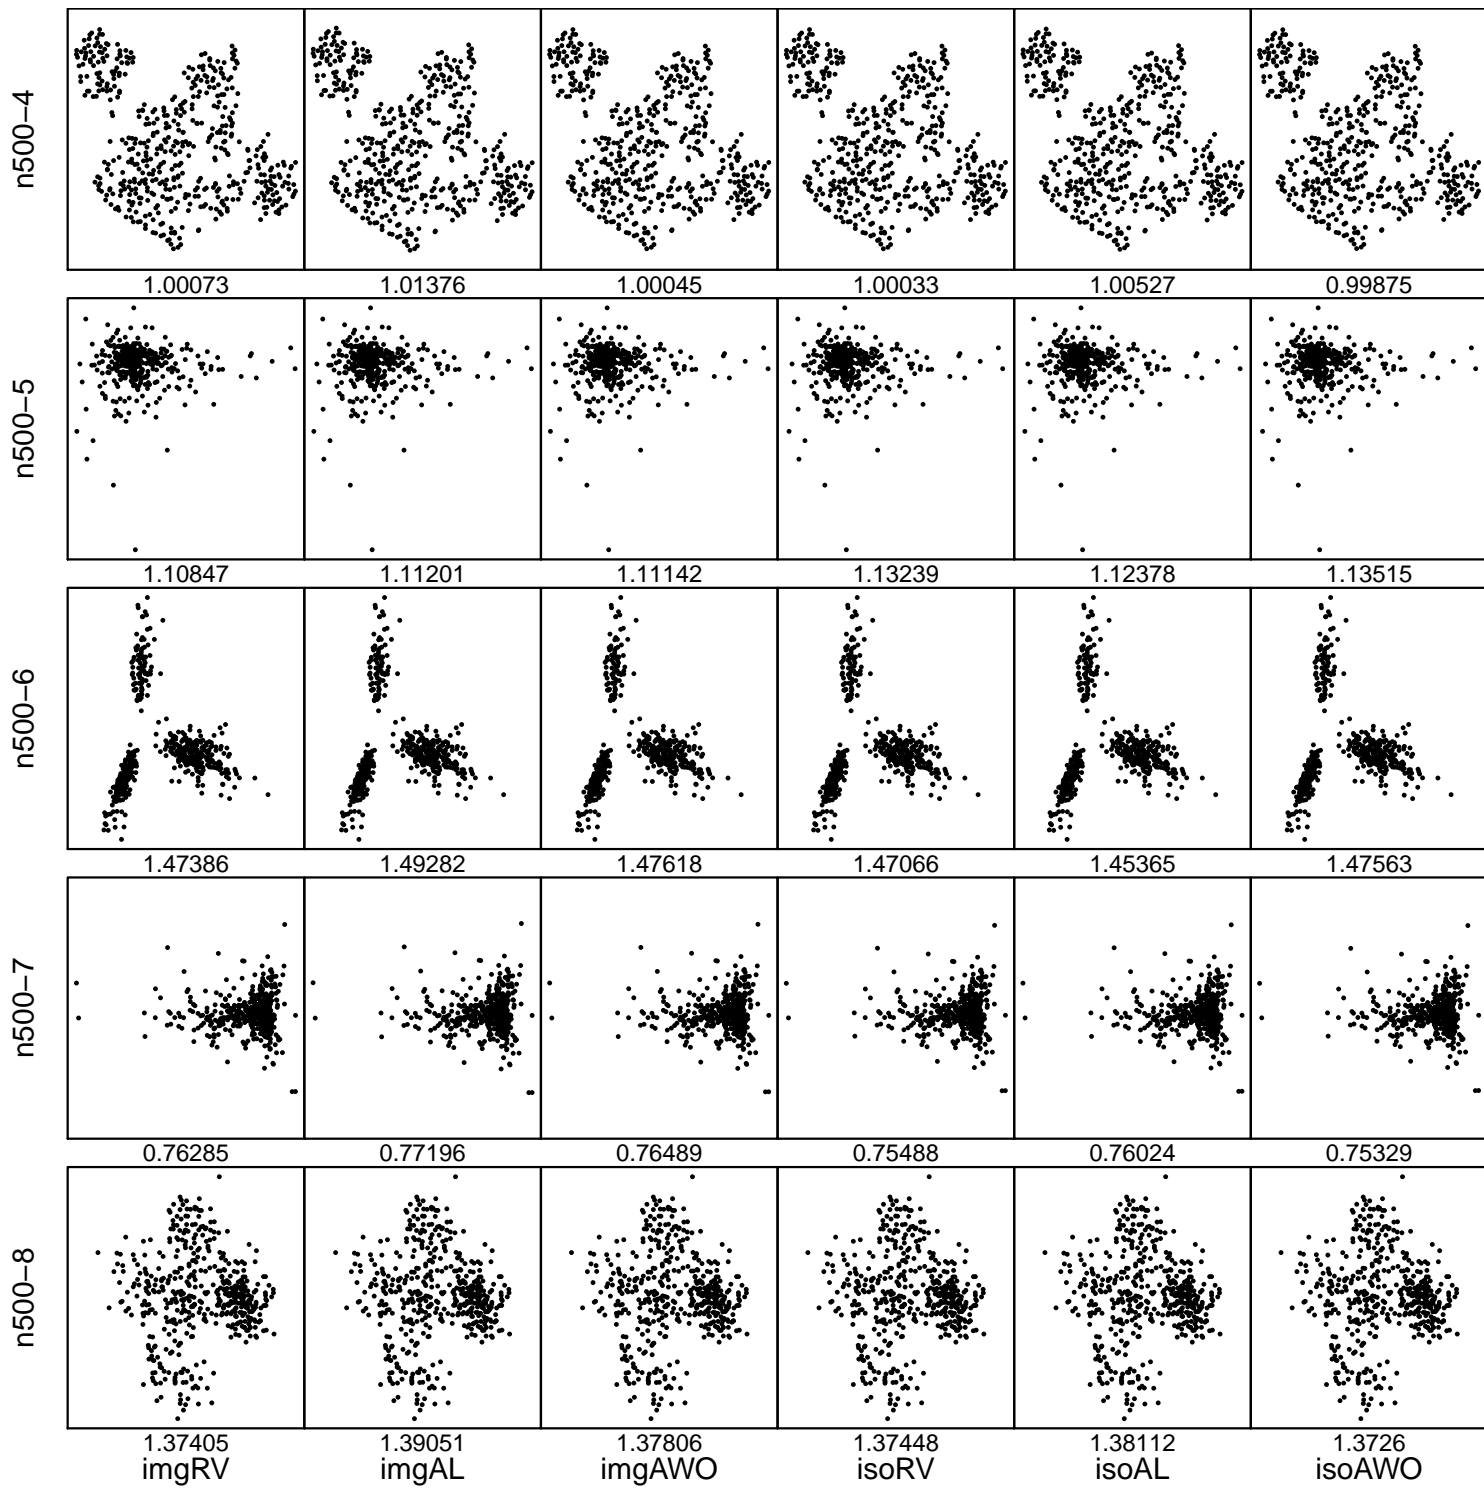 n500−4
1.00073 1.01376 1.00045 1.00033 1.00527 0.99875
n500−5
1.10847 1.11201 1.11142 1.13239 1.12378 1.13515
n500−6
1.47386 1.49282 1.47618 1.47066 1.45365 1.47563
n500−7
0.76285 0.77196 0.76489 0.75488 0.76024 0.75329
n500−8
1.37405 1.39051 1.37806 1.37448 1.38112 1.3726
imgRV imgAL imgAWO isoRV isoAL isoAWO